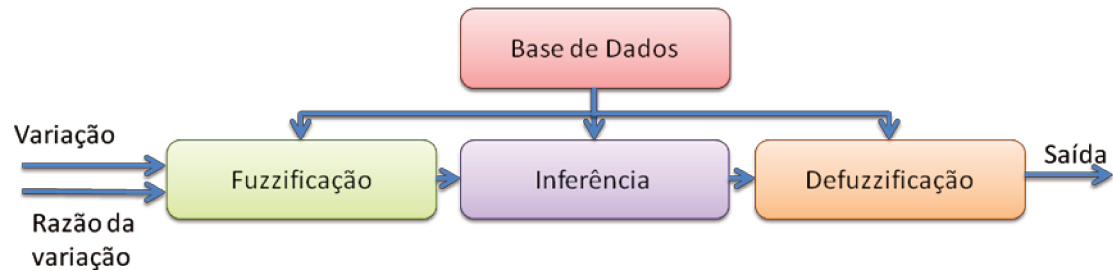 Base de Dados
Variação
Fuzzificação
Inferência
Defuzzificação
Saída
Razão da
variação